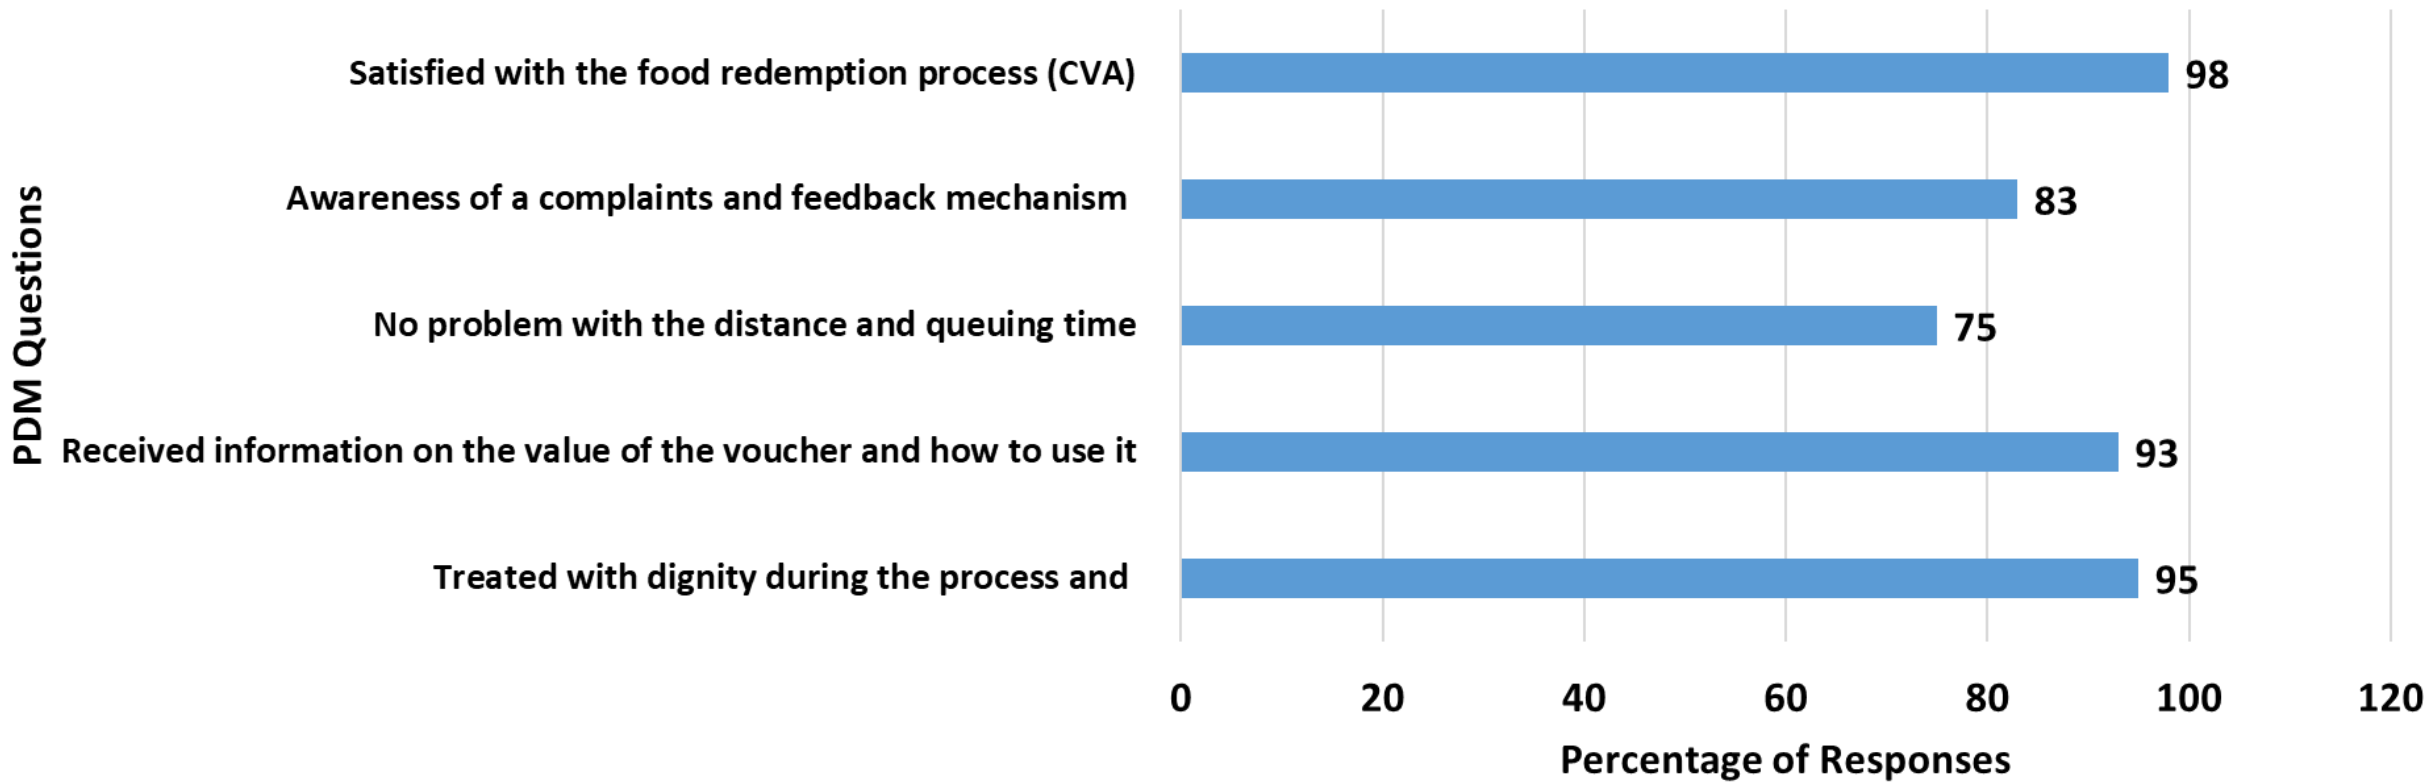 Satisfied with the food redemption process (CVA)
98
Awareness of a complaints and feedback mechanism
83
No problem with the distance and queuing time
75
Received information on the value of the voucher and how to use it
93
Treated with dignity during the process and
95
PDM Questions
0 20 40 60 80 100 120
Percentage of Responses